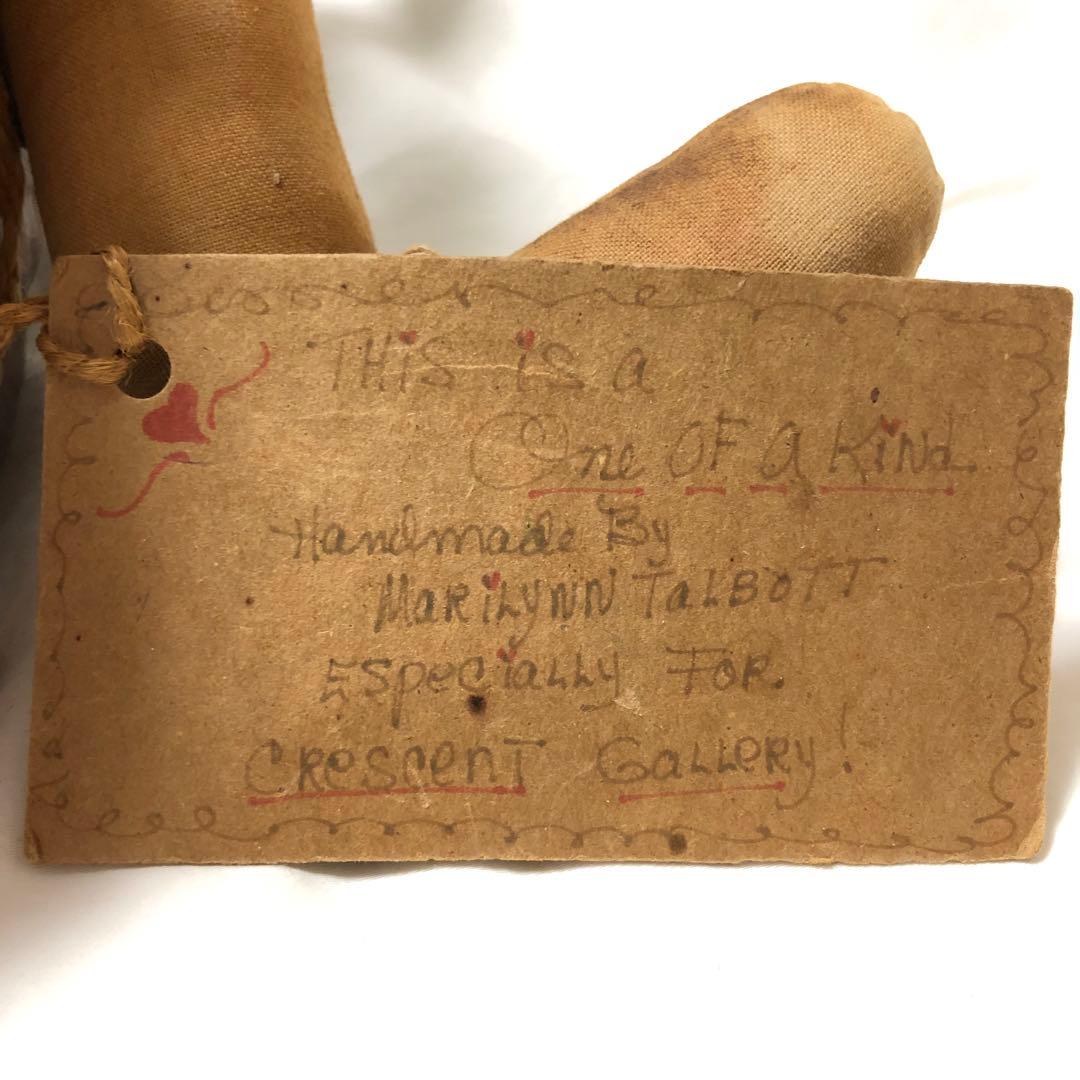 THiS iS a
One OF a KiNd
Handmade By
MaRiLyNN TaLBOTT
ESpeciaLLy FOR
CReScenT GaLLeRy!